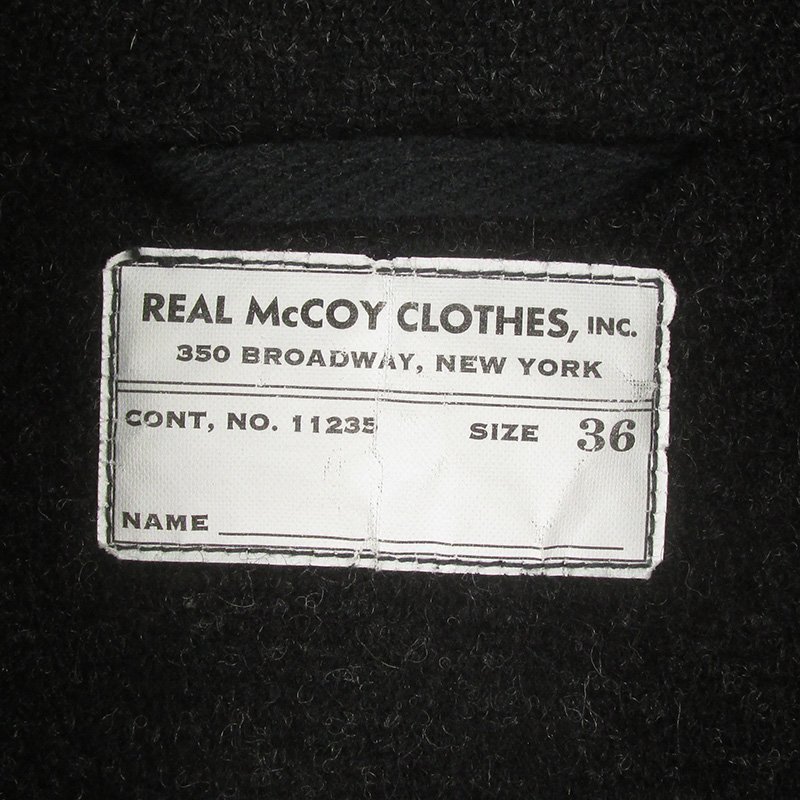 REAL McCOY CLOTHES, INC.
350 BROADWAY, NEW YORK
CONT, NO. 11235
SIZE 36
NAME